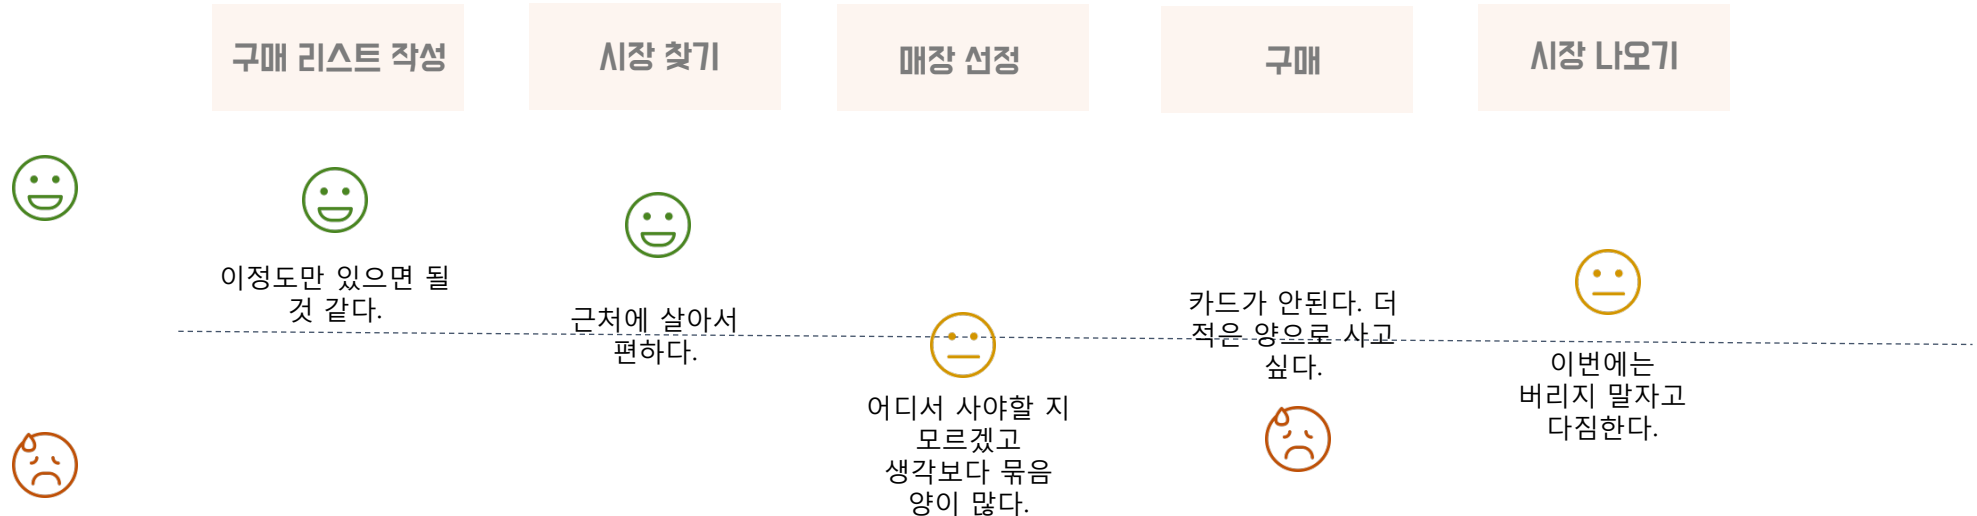 구매 리스트 작성
시장 찾기
매장 선정
구매
시장 나오기
이정도만 있으면 될
것 같다.
근처에 살아서
편하다.
어디서 사야할 지
모르겠고
생각보다 묶음
양이 많다.
카드가 안된다. 더
적은 양으로 사고
싶다.
이번에는
버리지 말자고
다짐한다.